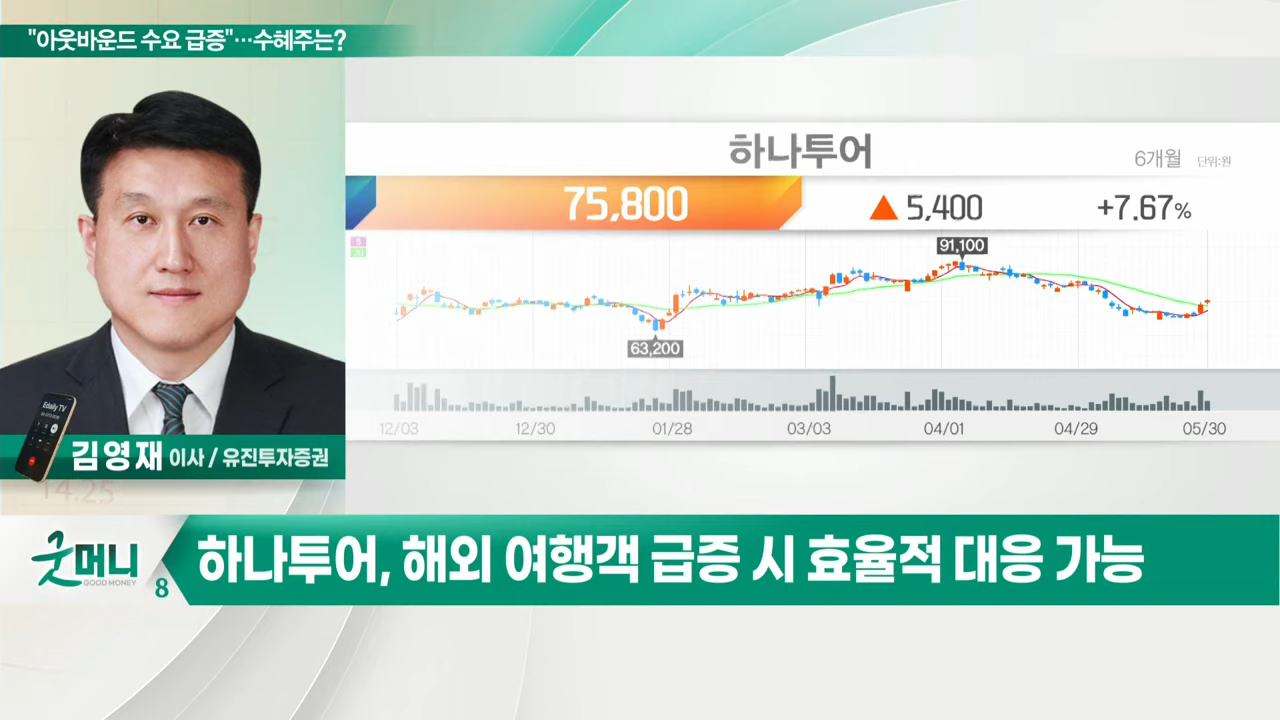 "아웃바운드 수요 급증"…수혜주는?
하나투어
6개월 단위:원
75,800 ▲ 5,400 +7.67%
5
20
91,100
63,200
12/03 12/30 01/28 03/03 04/01 04/29 05/30
Edaily TV
김영재 이사 / 유진투자증권
14.25
굿머니
GOOD MONEY
8
하나투어, 해외 여행객 급증 시 효율적 대응 가능